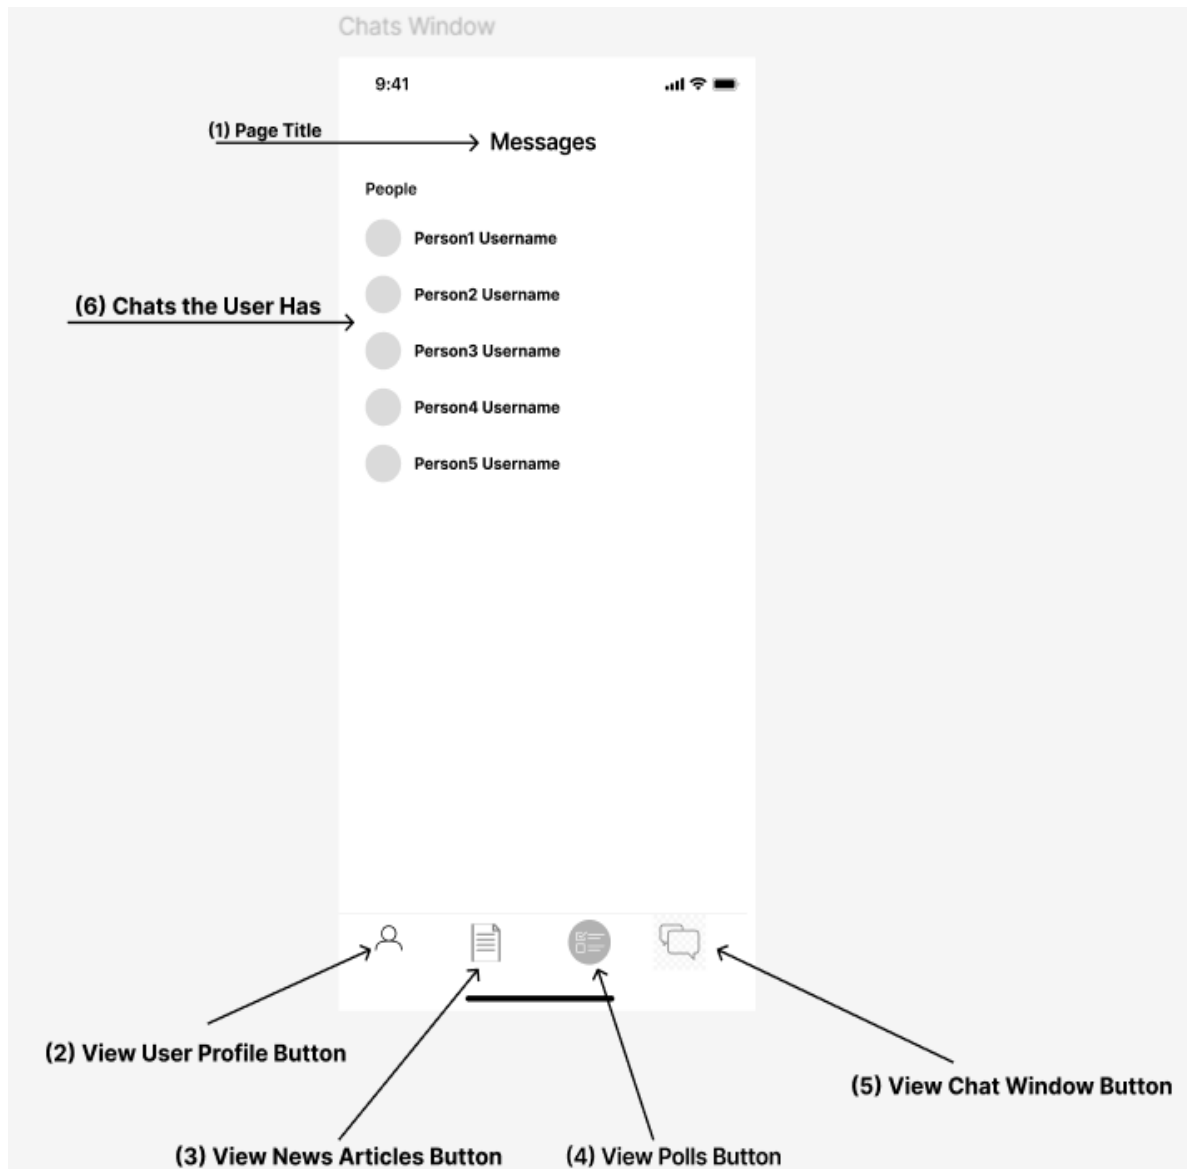 Chats Window
9:41
(1) Page Title
Messages
People
Person1 Username
Person2 Username
(6) Chats the User Has
Person3 Username
Person4 Username
Person5 Username
(2) View User Profile Button
(5) View Chat Window Button
(3) View News Articles Button
(4) View Polls Button